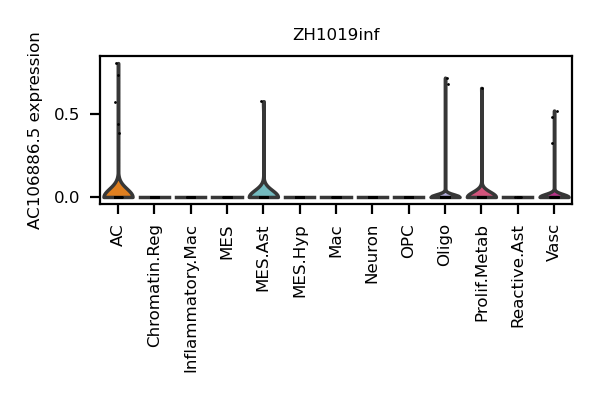 ZH1019inf
AC106886.5 expression
0.5
0.0
AC
Chromatin.Reg
Inflammatory.Mac
MES
MES.Ast
MES.Hyp
Mac
Neuron
OPC
Oligo
Prolif.Metab
Reactive.Ast
Vasc